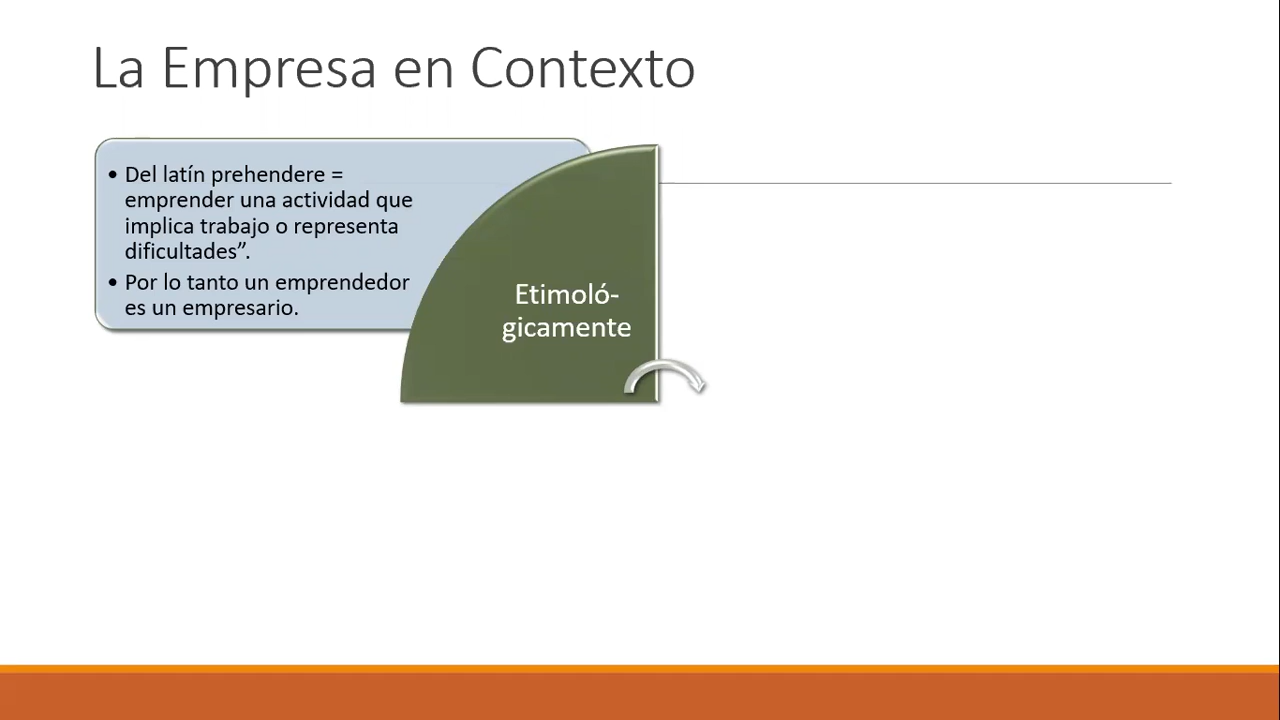 La Empresa en Contexto
• Del latín prehendere =
emprender una actividad que
implica trabajo o representa
dificultades”.
• Por lo tanto un emprendedor
es un empresario.
Etimoló-
gicamente